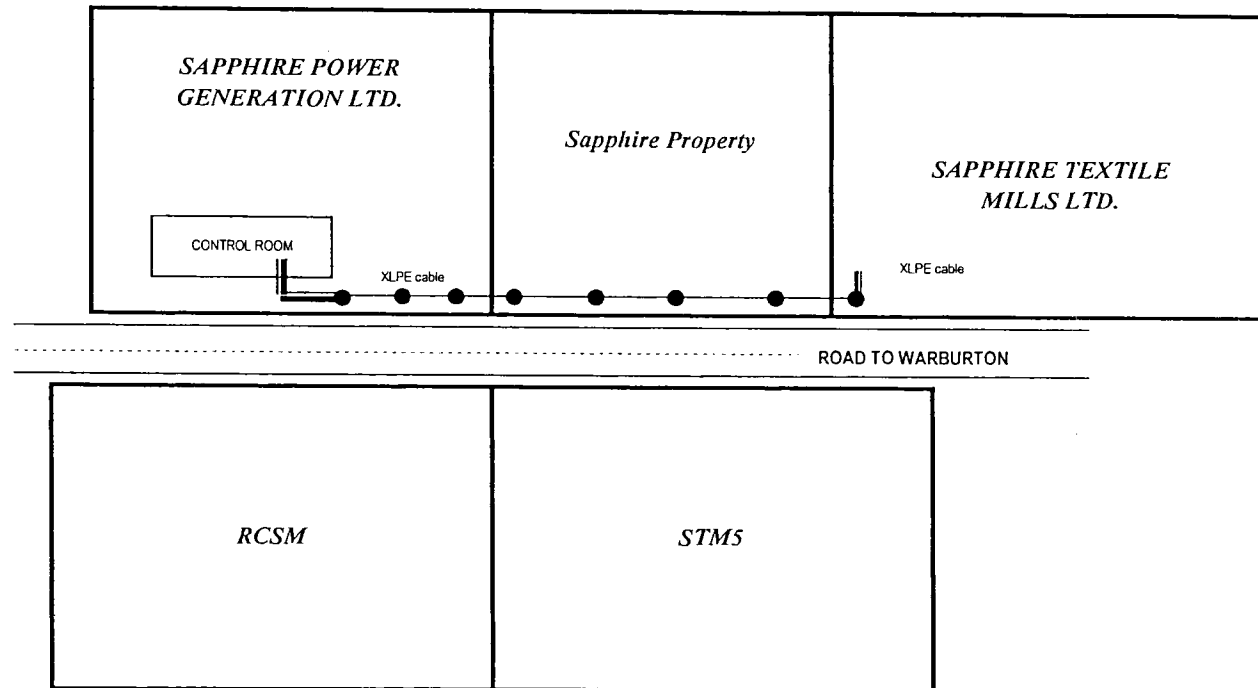 SAPPHIRE POWER
GENERATION LTD.
Sapphire Property
SAPPHIRE TEXTILE
MILLS LTD.
CONTROL ROOM
XLPE cable
XLPE cable
ROAD TO WARBURTON
RCSM
STM5